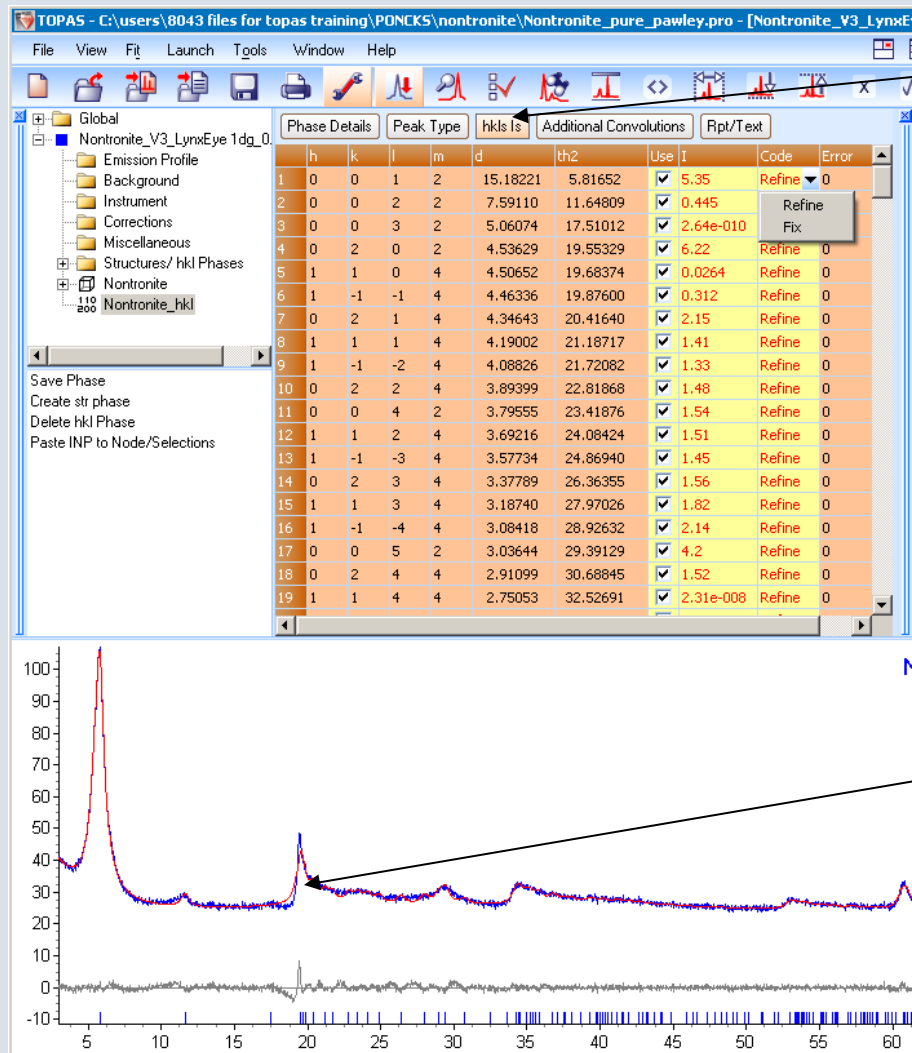 TOPAS - C:\users\8043 files for topas training\PONCKS\nontronite\Nontronite_pure_pawley.pro - [Nontronite_V3_LynxEy
File View Fit Launch Tools Window Help
Global
Nontronite_V3_LynxEye 1dg_0.
Emission Profile
Background
Instrument
Corrections
Miscellaneous
Structures/ hkl Phases
Nontronite
110 200 Nontronite_hkl
Save Phase
Create str phase
Delete hkl Phase
Paste INP to Node/Selections
Phase Details Peak Type hkls Is Additional Convolutions Rpt/Text
h k l m d th2 Use I Code Error
1 0 0 1 2 15.18221 5.81652 5.35 Refine 0
2 0 0 2 2 7.59110 11.64809 0.445
3 0 0 3 2 5.06074 17.51012 2.64e-010
Refine
Fix
4 0 2 0 2 4.53629 19.55329 6.22 Refine 0
5 1 1 0 4 4.50652 19.68374 0.0264 Refine 0
6 1 -1 -1 4 4.46336 19.87600 0.312 Refine 0
7 0 2 1 4 4.34643 20.41640 2.15 Refine 0
8 1 1 1 4 4.19002 21.18717 1.41 Refine 0
9 1 -1 -2 4 4.08826 21.72082 1.33 Refine 0
10 0 2 2 4 3.89399 22.81868 1.48 Refine 0
11 0 0 4 2 3.79555 23.41876 1.54 Refine 0
12 1 1 2 4 3.69216 24.08424 1.51 Refine 0
13 1 -1 -3 4 3.57734 24.86940 1.45 Refine 0
14 0 2 3 4 3.37789 26.36355 1.56 Refine 0
15 1 1 3 4 3.18740 27.97026 1.82 Refine 0
16 1 -1 -4 4 3.08418 28.92632 2.14 Refine 0
17 0 0 5 2 3.03644 29.39129 4.2 Refine 0
18 0 2 4 4 2.91099 30.68845 1.52 Refine 0
19 1 1 4 4 2.75053 32.52691 2.31e-008 Refine 0
N
100
90
80
70
60
50
40
30
20
10
0
-10
5 10 15 20 25 30 35 40 45 50 55 60